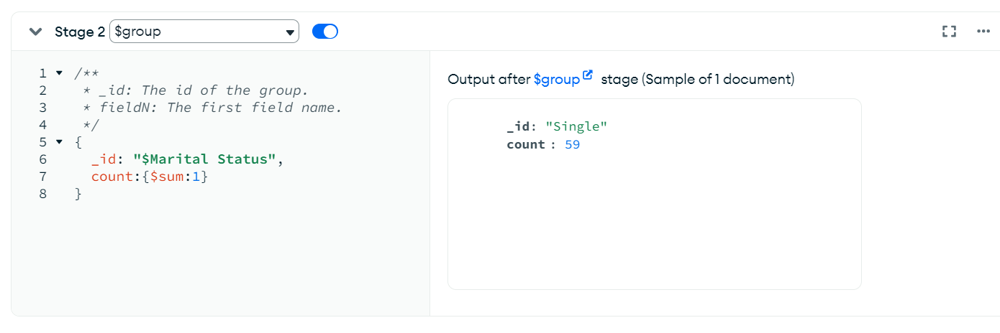 Stage 2 $group
1 /**
2 * _id: The id of the group.
3 * fieldN: The first field name.
4 */
5 {
6 _id: "$Marital Status",
7 count:{$sum:1}
8 }
Output after $group stage (Sample of 1 document)
_id: "Single"
count : 59